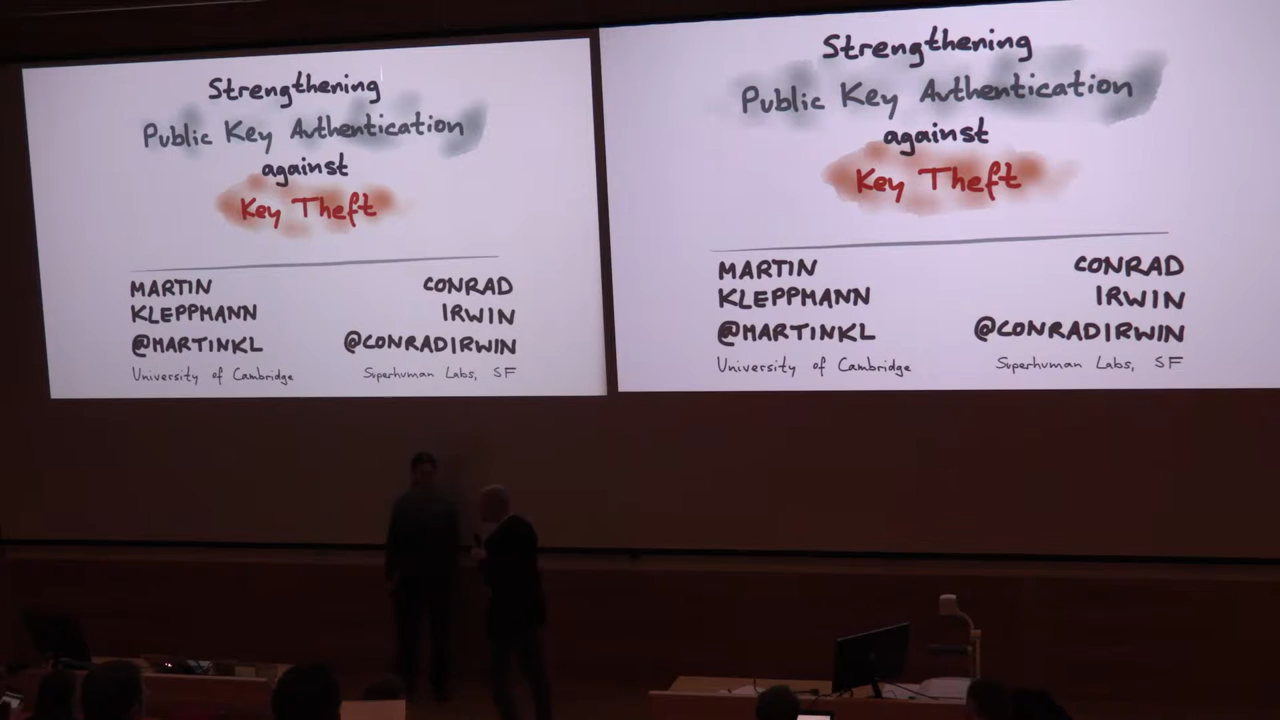 Strengthening
Public Key Authentication
against
Key Theft
MARTIN
KLEPPMANN
@MARTINKL
University of Cambridge
CONRAD
IRWIN
@CONRADIRWIN
Superhuman Labs, SF
Strengthening
Public Key Authentication
against
Key Theft
MARTIN
KLEPPMANN
@MARTINKL
University of Cambridge
CONRAD
IRWIN
@CONRADIRWIN
Superhuman Labs, SF